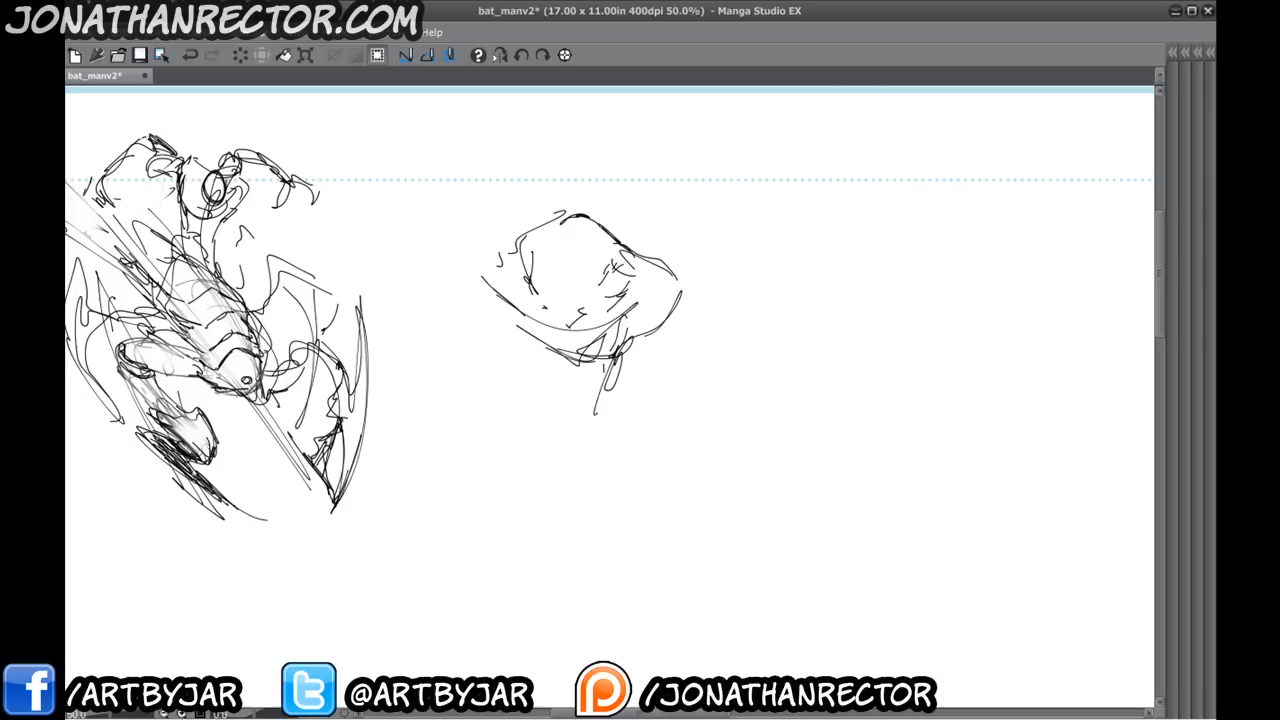 JONATHANRECTOR.COM
bat_manv2* (17.00 x 11.00in 400dpi 50.0%) - Manga Studio EX
Help
bat_manv2*
/ARTBYJAR
@ARTBYJAR
/JONATHANRECTOR